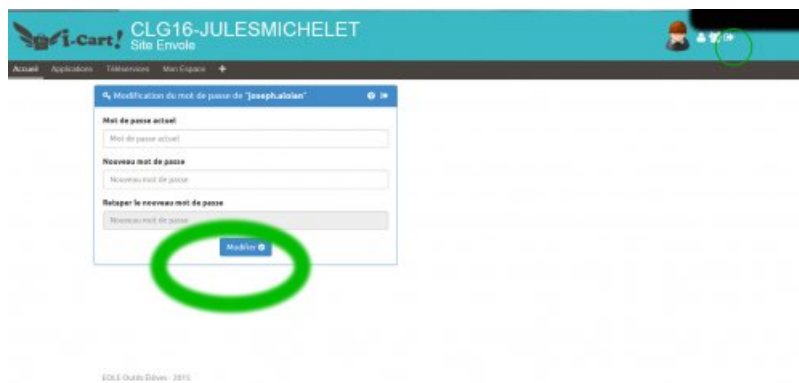 i-Cart!
CLG16-JULESMICHELET
Site Envole
Accueil Applications Téléservices Mon Espace
Modification du mot de passe de "joseph.aloien"
Mot de passe actuel
Mot de passe actuel
Nouveau mot de passe
Nouveau mot de passe
Retaper le nouveau mot de passe
Nouveau mot de passe
Modifier
EOLE Outils Élèves - 2015